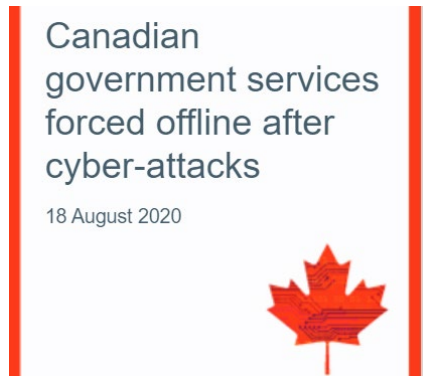 Canadian
government services
forced offline after
cyber-attacks
18 August 2020